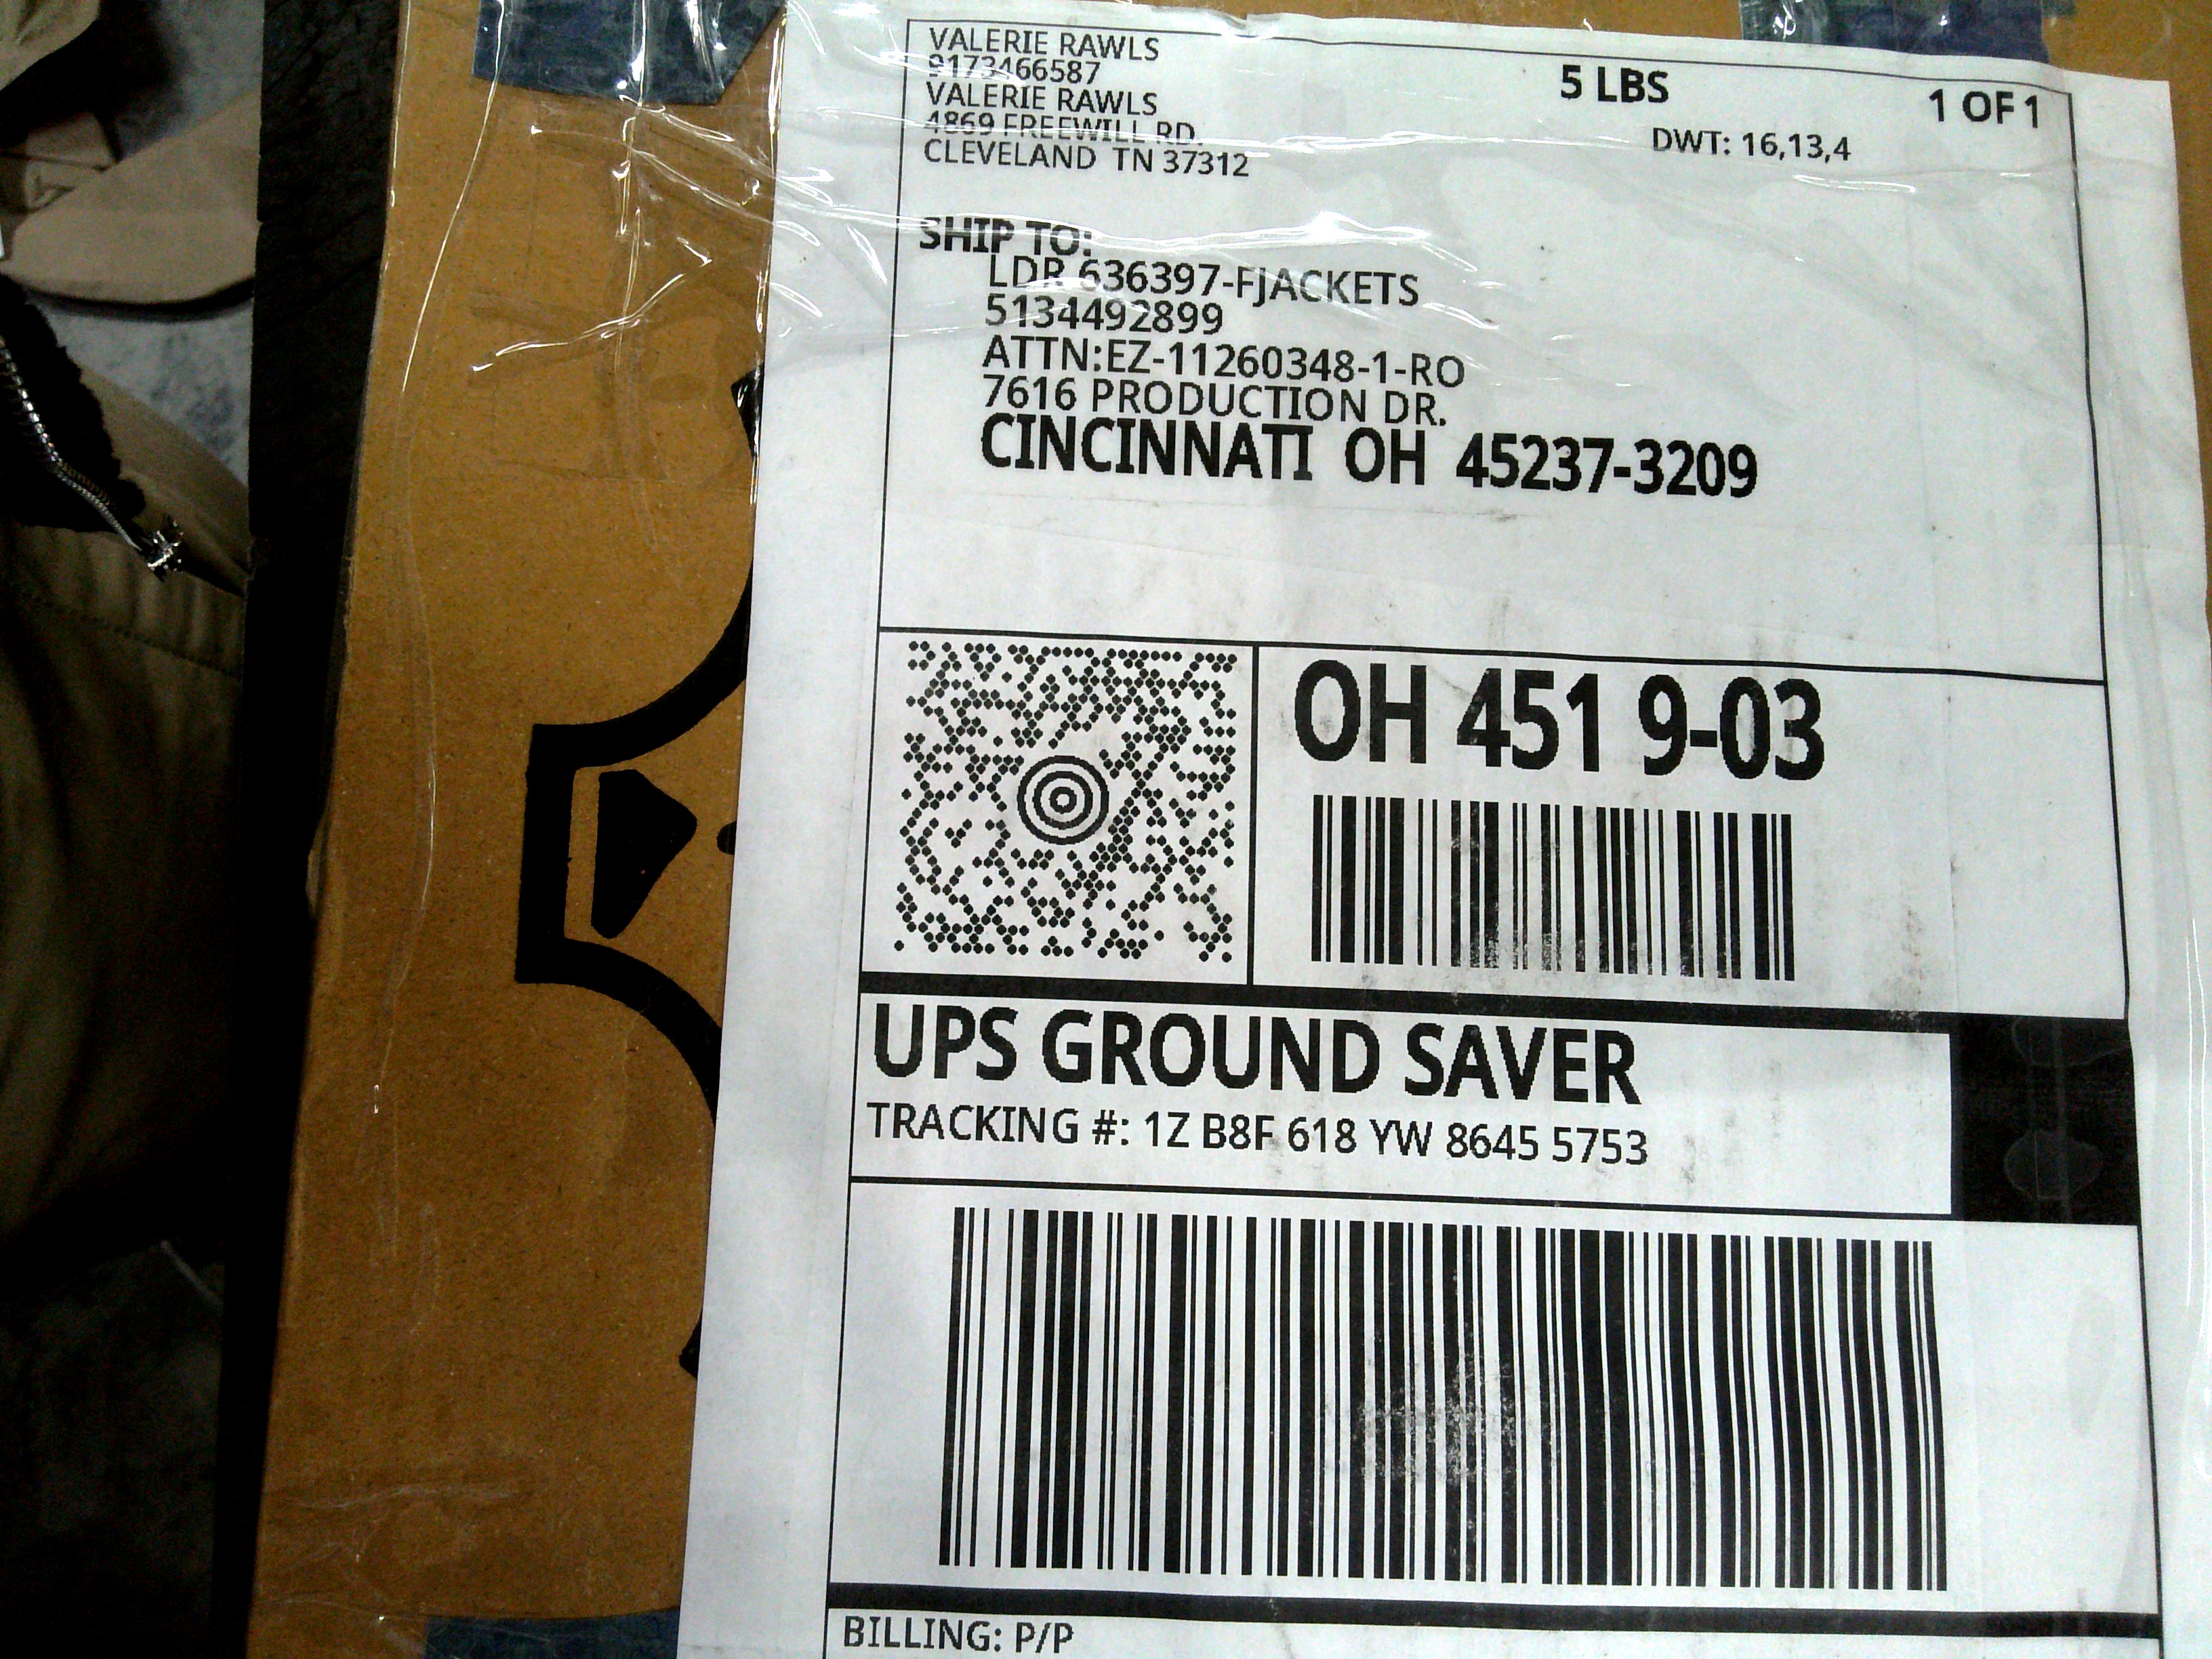 VALERIE RAWLS
9173466587
VALERIE RAWLS
4869 FREEWILL RD.
CLEVELAND TN 37312
5 LBS
1 OF 1
DWT: 16,13,4
SHIP TO:
LDR 636397-FJACKETS
5134492899
ATTN:EZ-11260348-1-RO
7616 PRODUCTION DR.
CINCINNATI OH 45237-3209
OH 451 9-03
UPS GROUND SAVER
TRACKING #: 1Z B8F 618 YW 8645 5753
BILLING: P/P